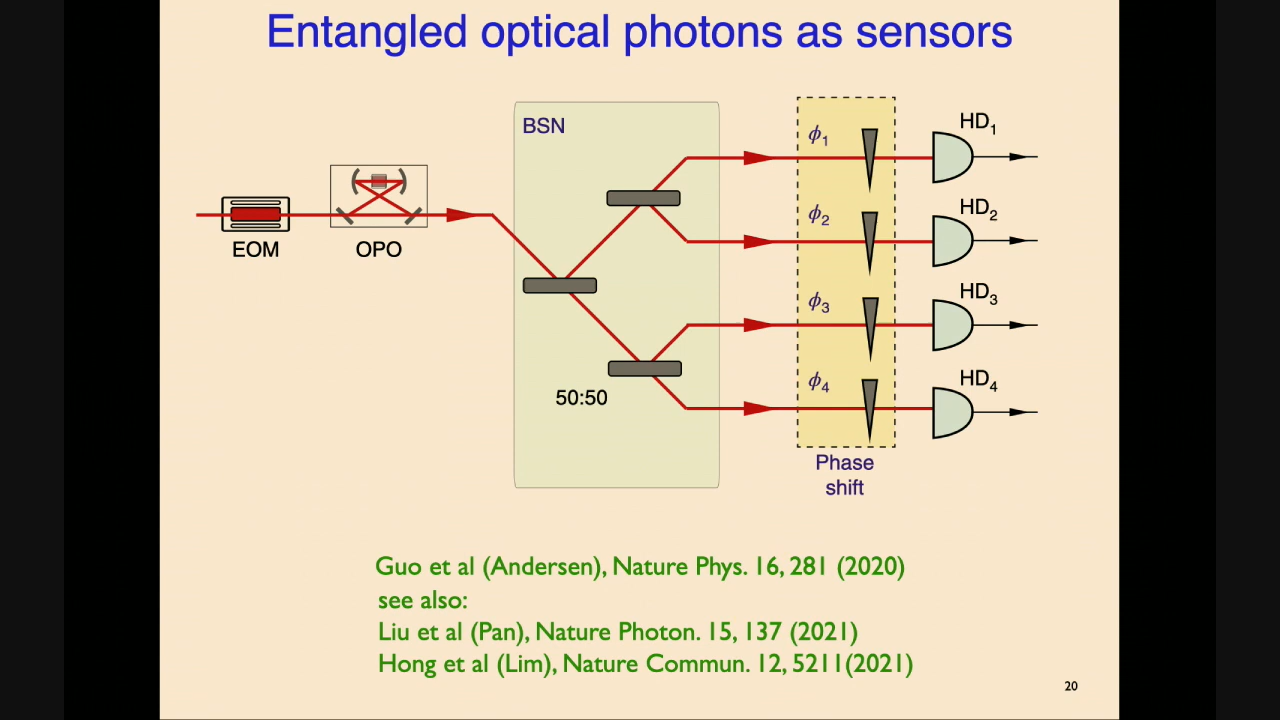 Entangled optical photons as sensors
BSN
EOM
OPO
50:50
ϕ1
ϕ2
ϕ3
ϕ4
HD1
HD2
HD3
HD4
Phase
shift
Guo et al (Andersen), Nature Phys. 16, 281 (2020)
see also:
Liu et al (Pan), Nature Photon. 15, 137 (2021)
Hong et al (Lim), Nature Commun. 12, 5211(2021)
20